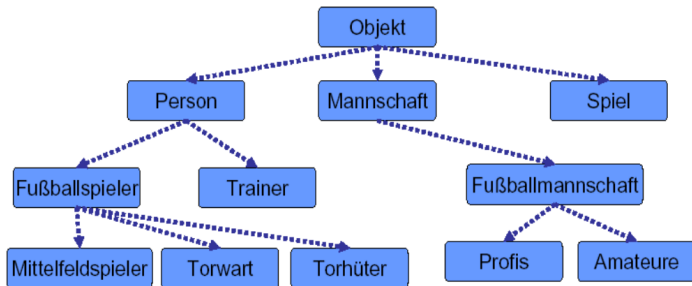 Objekt
Person
Mannschaft
Spiel
Fußballspieler
Trainer
Fußballmannschaft
Mittelfeldspieler
Torwart
Torhüter
Profis
Amateure